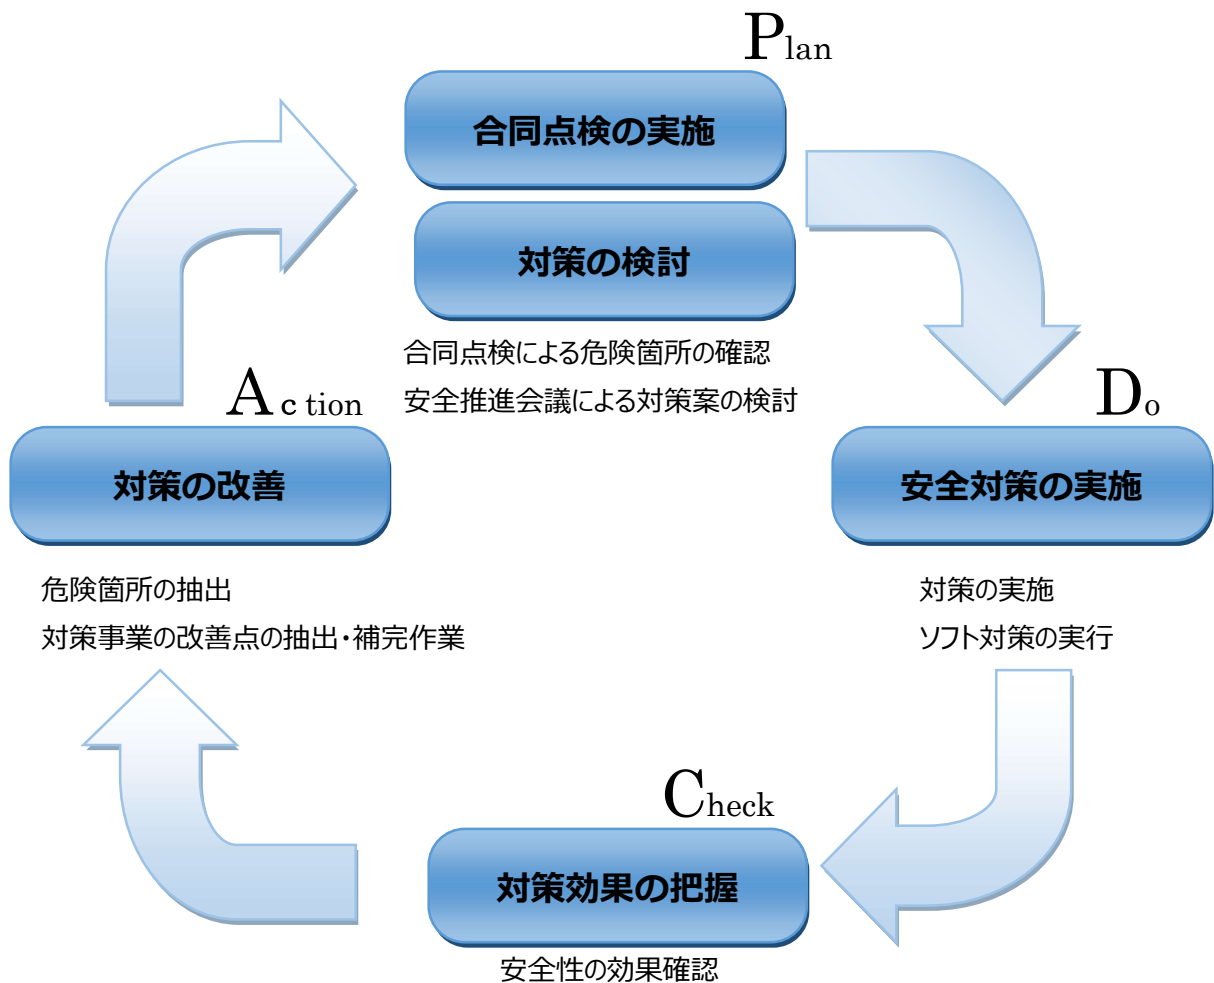 Plan
合同点検の実施
対策の検討
合同点検による危険箇所の確認
安全推進会議による対策案の検討
Do
安全対策の実施
対策の実施
ソフト対策の実行
Check
対策効果の把握
安全性の効果確認
Action
対策の改善
危険箇所の抽出
対策事業の改善点の抽出・補完作業